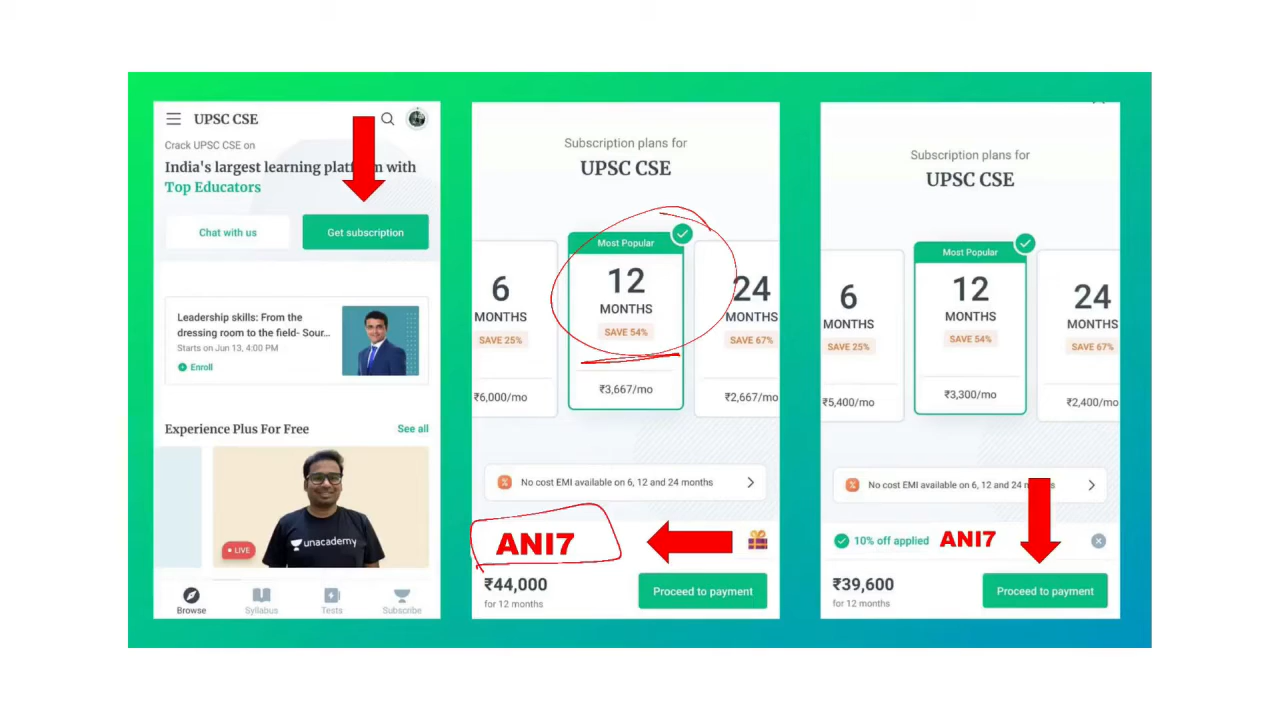 UPSC CSE
Crack UPSC CSE on
India's largest learning platform with
Top Educators
Chat with us
Get subscription
Leadership skills: From the
dressing room to the field- Sour...
Starts on Jun 13, 4:00 PM
Enroll
Experience Plus For Free
See all
LIVE
unacademy
Browse
Syllabus
Tests
Subscribe
Subscription plans for
UPSC CSE
6
MONTHS
SAVE 25%
₹6,000/mo
Most Popular
12
MONTHS
SAVE 54%
₹3,667/mo
24
MONTHS
SAVE 67%
₹2,667/mo
No cost EMI available on 6, 12 and 24 months
ANI7
₹44,000
for 12 months
Proceed to payment
Subscription plans for
UPSC CSE
6
MONTHS
SAVE 25%
₹5,400/mo
Most Popular
12
MONTHS
SAVE 54%
₹3,300/mo
24
MONTHS
SAVE 67%
₹2,400/mo
No cost EMI available on 6, 12 and 24
10% off applied
ANI7
₹39,600
for 12 months
Proceed to payment